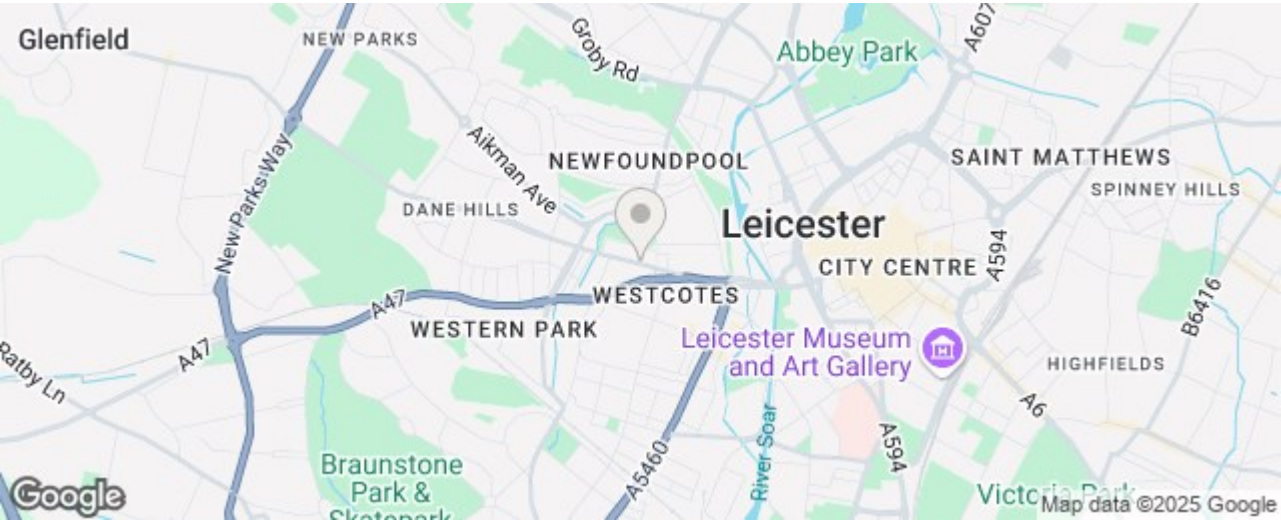 Glenfield
NEW PARKS
Groby Rd
Abbey Park
A607
Aikman Ave
NEWFOUNDPOOL
SAINT MATTHEWS
SPINNEY HILLS
New Parks Way
DANE HILLS
Leicester
CITY CENTRE
A594
A47
WESTCOTES
B6416
WESTERN PARK
A47
Leicester Museum
and Art Gallery
Ratby Ln
HIGHFIELDS
A6
River Soar
A594
A5460
Braunstone
Park &
Skatepark
Victoria Park
Google
Map data ©2025 Google